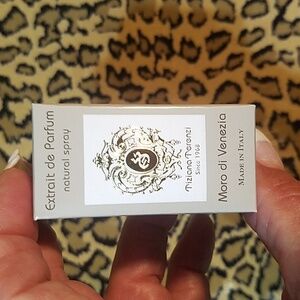 Extrait de Parfum
natural spray
Tiziana Terenzi
Since 1968
Moro di Venezia
MADE IN ITALY